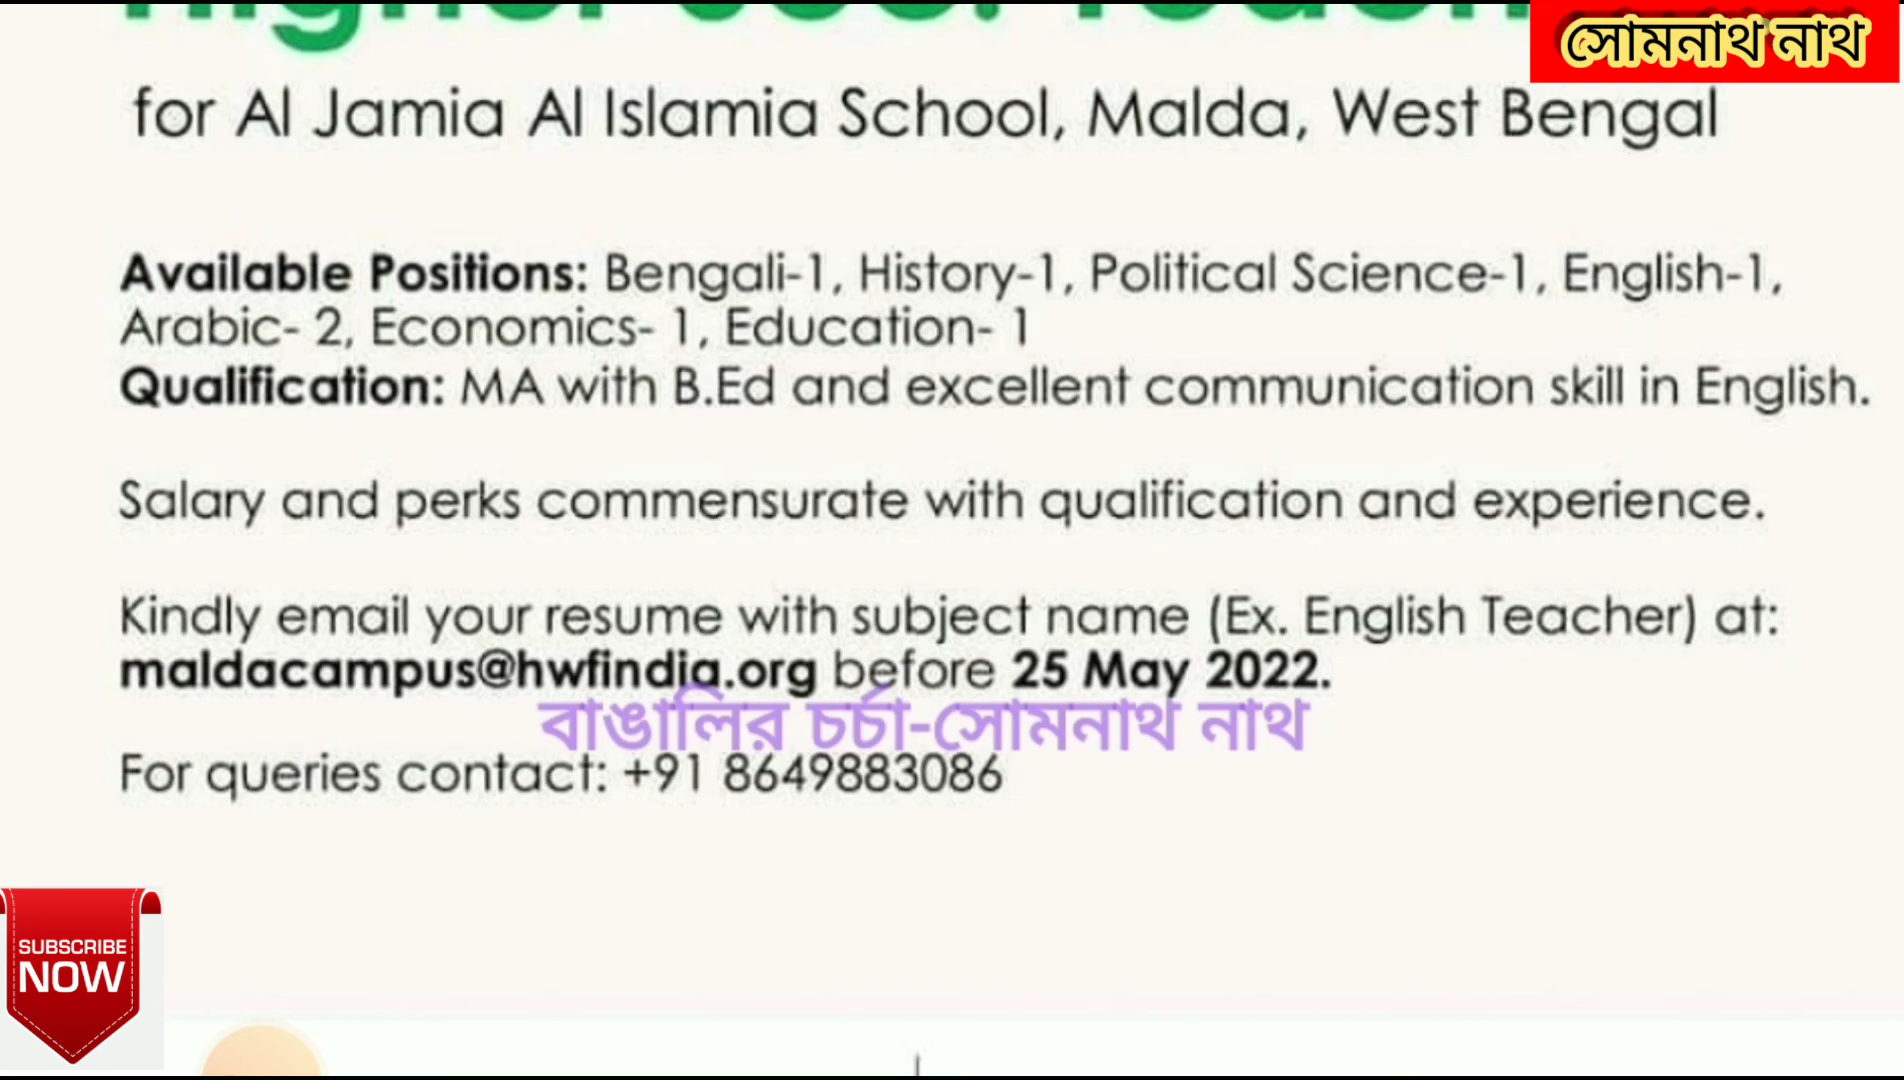 সোমনাথ নাথ
for Al Jamia Al Islamia School, Malda, West Bengal
Available Positions: Bengali-1, History-1, Political Science-1, English-1,
Arabic- 2, Economics- 1, Education- 1
Qualification: MA with B.Ed and excellent communication skill in English.
Salary and perks commensurate with qualification and experience.
Kindly email your resume with subject name (Ex. English Teacher) at:
maldacampus@hwfindia.org before 25 May 2022.
বাঙালির চর্চা-সোমনাথ নাথ
For queries contact: +91 8649883086
SUBSCRIBE
NOW